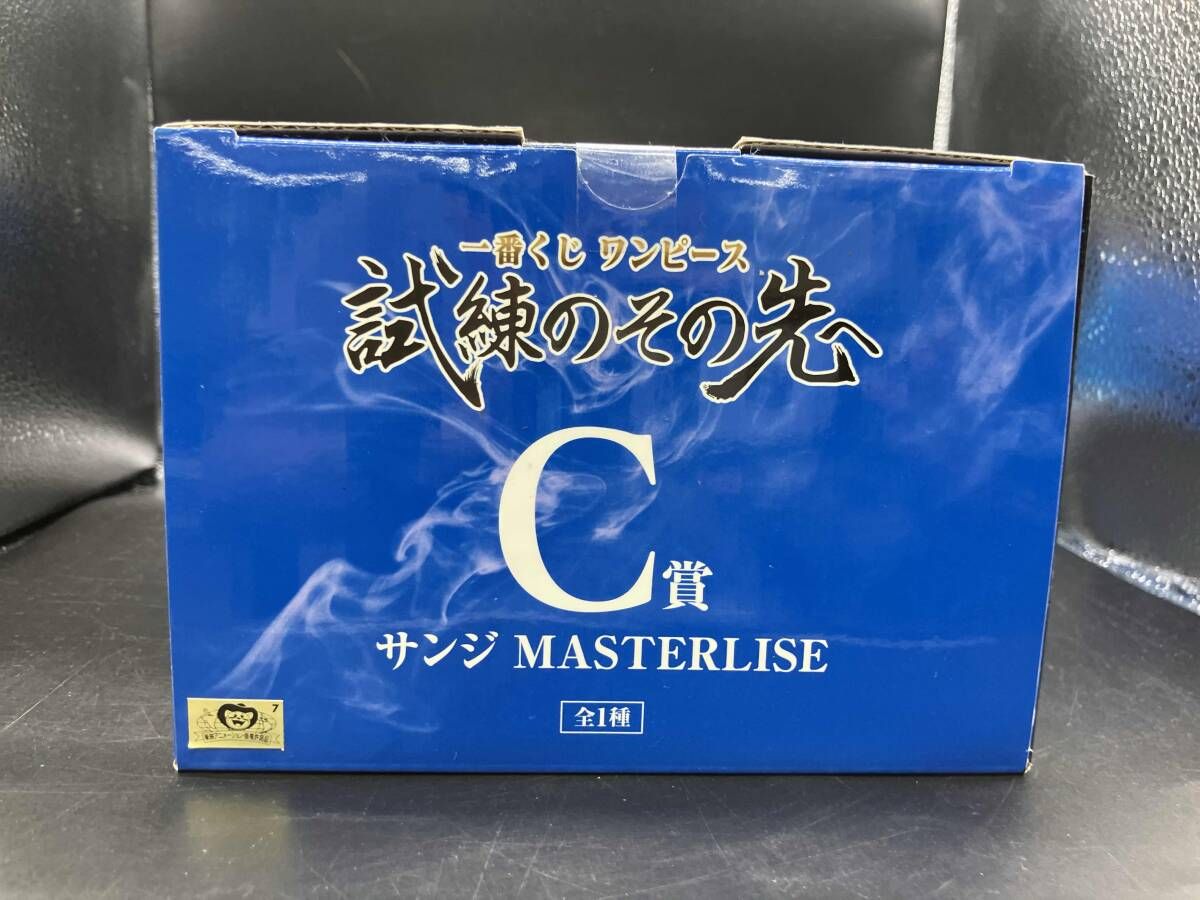 一番くじ ワンピース
試練のその先へ
C賞
サンジ MASTERLISE
全1種
7